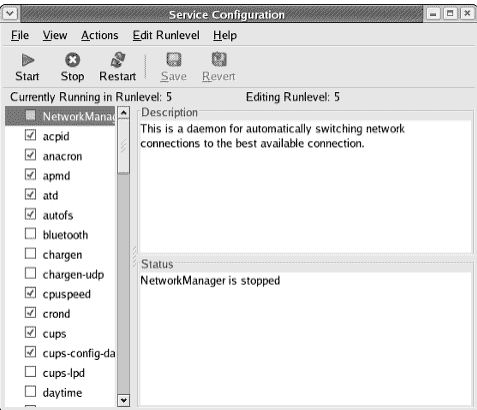 Service Configuration
File View Actions Edit Runlevel Help
Start Stop Restart Save Revert
Currently Running in Runlevel: 5 Editing Runlevel: 5
NetworkManag
acpid
anacron
apmd
atd
autofs
bluetooth
chargen
chargen-udp
cpuspeed
crond
cups
cups-config-da
cups-lpd
daytime
Description
This is a daemon for automatically switching network
connections to the best available connection.
Status
NetworkManager is stopped